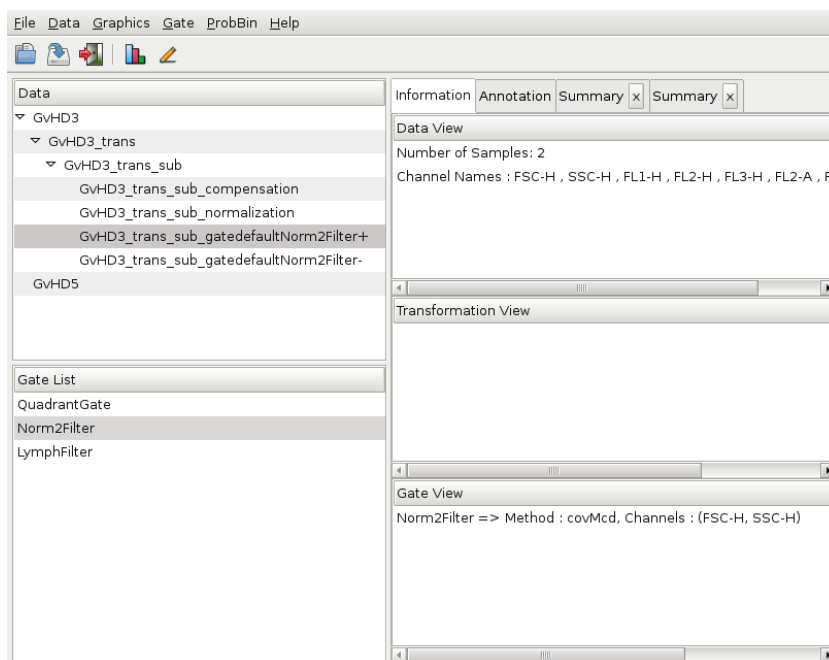 File Data Graphics Gate ProbBin Help
Data
GvHD3
GvHD3_trans
GvHD3_trans_sub
GvHD3_trans_sub_compensation
GvHD3_trans_sub_normalization
GvHD3_trans_sub_gatedefaultNorm2Filter+
GvHD3_trans_sub_gatedefaultNorm2Filter-
GvHD5
Gate List
QuadrantGate
Norm2Filter
LymphFilter
Information Annotation Summary x Summary x
Data View
Number of Samples: 2
Channel Names : FSC-H , SSC-H , FL1-H , FL2-H , FL3-H , FL2-A , F
Transformation View
Gate View
Norm2Filter => Method : covMcd, Channels : (FSC-H, SSC-H)